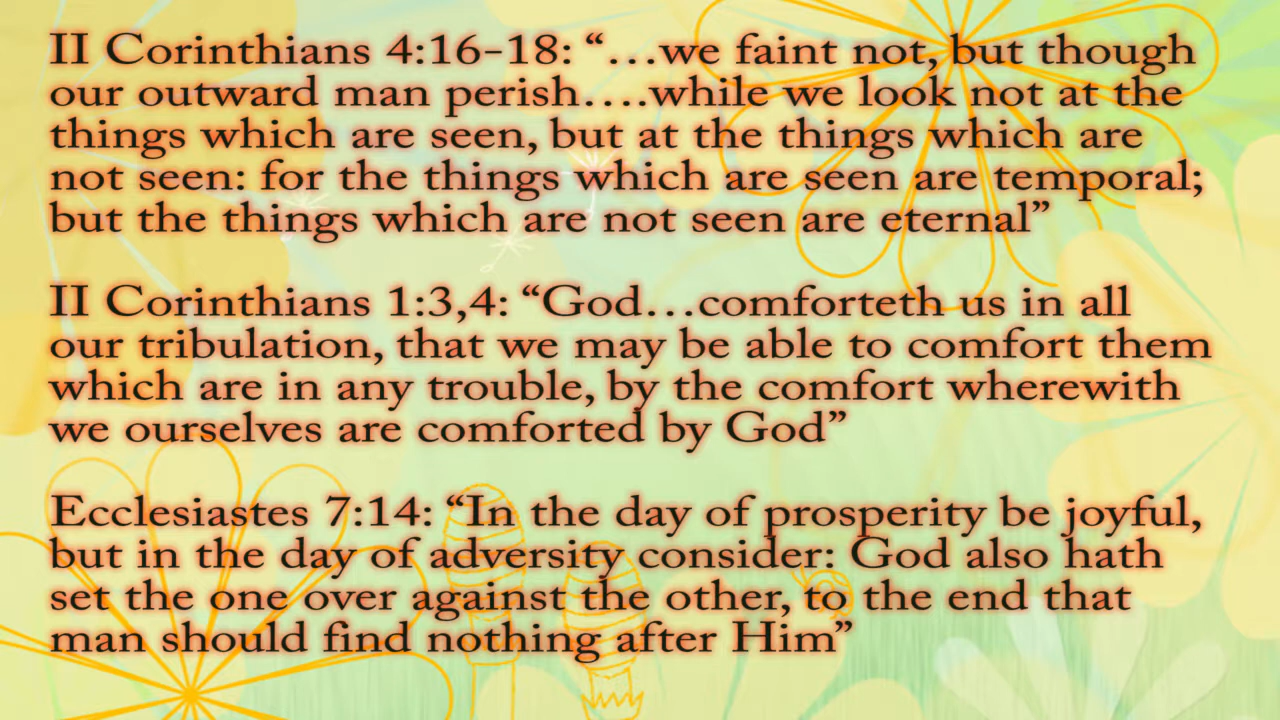 II Corinthians 4:16-18: “…we faint not, but though
our outward man perish….while we look not at the
things which are seen, but at the things which are
not seen: for the things which are seen are temporal;
but the things which are not seen are eternal”
II Corinthians 1:3,4: “God…comforteth us in all
our tribulation, that we may be able to comfort them
which are in any trouble, by the comfort wherewith
we ourselves are comforted by God”
Ecclesiastes 7:14: “In the day of prosperity be joyful,
but in the day of adversity consider: God also hath
set the one over against the other, to the end that
man should find nothing after Him”